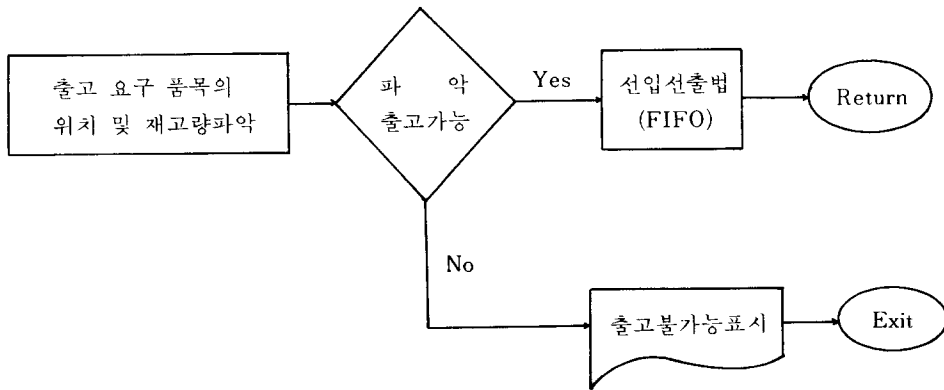 출고 요구 품목의
위치 및 재고량파악
파 악
출고가능
Yes
선입선출법
(FIFO)
Return
No
출고불가능표시
Exit